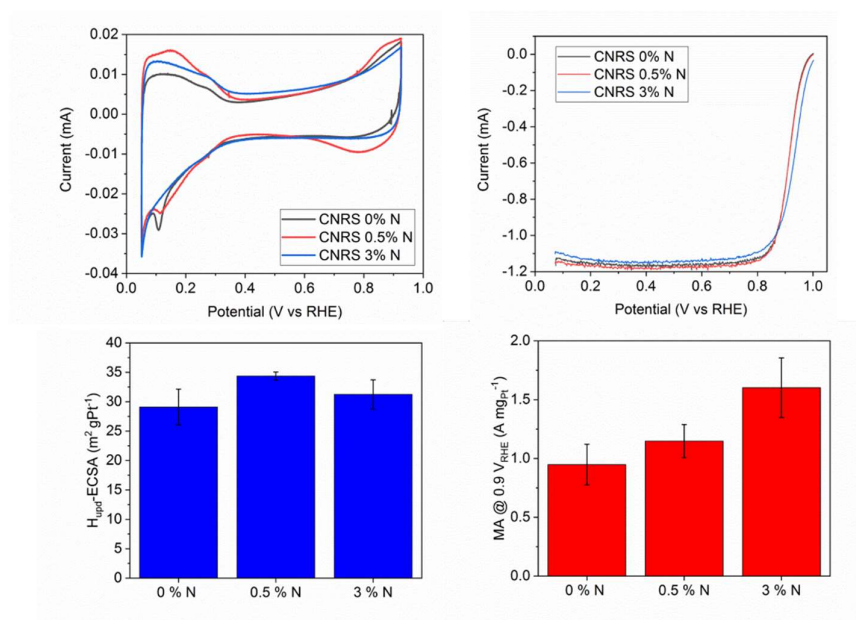 0.02
0.01
0.00
-0.01
-0.02
-0.03
-0.04
Current (mA)
CNRS 0% N
CNRS 0.5% N
CNRS 3% N
0.0 0.2 0.4 0.6 0.8 1.0
Potential (V vs RHE)
0.0
-0.2
-0.4
-0.6
-0.8
-1.0
-1.2
Current (mA)
CNRS 0% N
CNRS 0.5% N
CNRS 3% N
0.0 0.2 0.4 0.6 0.8 1.0
Potential (V vs RHE)
40
35
30
25
20
15
10
5
0
H_upd-ECSA (m² gPt⁻¹)
0 % N 0.5 % N 3 % N
2.0
1.5
1.0
0.5
0.0
MA @ 0.9 V_RHE (A mg_Pt⁻¹)
0 % N 0.5 % N 3 % N